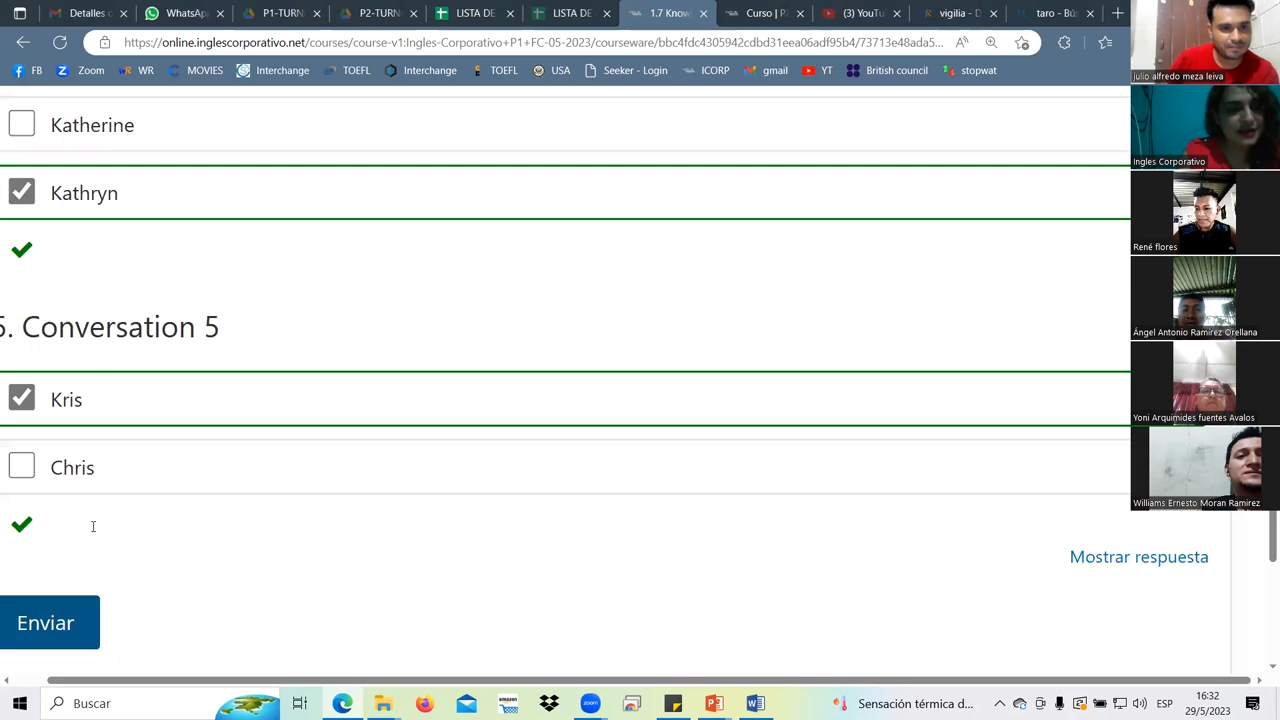 Detalles c
WhatsAp
P1-TURN
P2-TURN
LISTA DE
LISTA DE
1.7 Know
Curso | P
(3) YouTu
vigilia - D
taro - Bús
https://online.inglescorporativo.net/courses/course-v1:Ingles-Corporativo+P1+FC-05-2023/courseware/bbc4fdc4305942cdbd31eea06adf95b4/73713e48ada5...
FB
Zoom
WR
MOVIES
Interchange
TOEFL
Interchange
TOEFL
USA
Seeker - Login
ICORP
gmail
YT
British council
stopwat
julio alfredo meza leiva
Katherine
Ingles Corporativo
Kathryn
René flores
5. Conversation 5
Ángel Antonio Ramirez Orellana
Kris
Yoni Arquimides fuentes Avalos
Chris
Williams Ernesto Moran Ramirez
Mostrar respuesta
Enviar
Buscar
Sensación térmica d...
ESP
16:32
29/5/2023